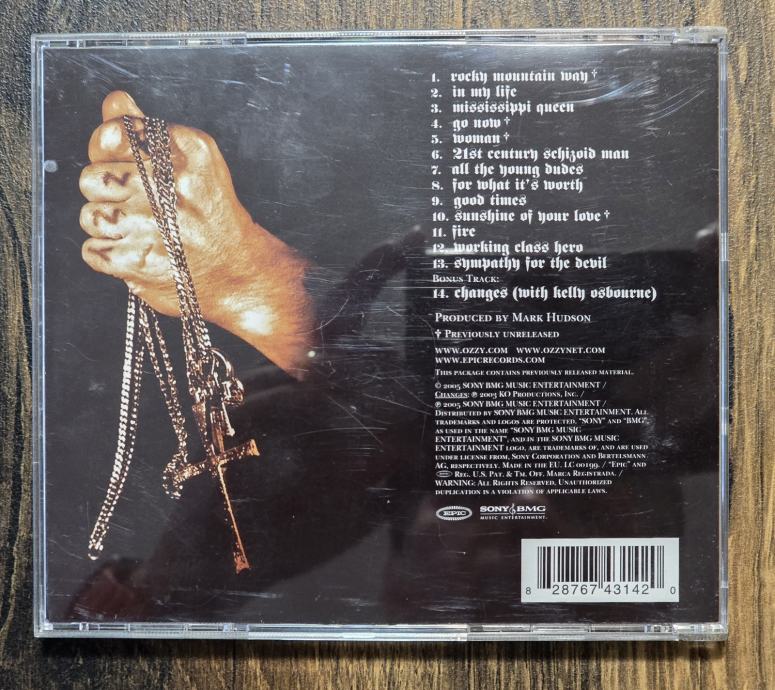 1. rocky mountain way †
2. in my life
3. mississippi queen
4. go now †
5. woman †
6. 21st century schizoid man
7. all the young dudes
8. for what it's worth
9. good times
10. sunshine of your love †
11. fire
12. working class hero
13. sympathy for the devil
Bonus Track:
14. changes (with kelly osbourne)
Produced by Mark Hudson
† Previously unreleased
www.ozzy.com www.ozzynet.com
www.epicrecords.com
This package contains previously released material.
© 2005 SONY BMG MUSIC ENTERTAINMENT /
Changes: ℗ 2003 KO Productions, Inc. /
℗ 2005 SONY BMG MUSIC ENTERTAINMENT /
Distributed by SONY BMG MUSIC ENTERTAINMENT. All
trademarks and logos are protected. "SONY" and "BMG",
as used in the name "SONY BMG MUSIC
ENTERTAINMENT", and in the SONY BMG MUSIC
ENTERTAINMENT logo, are trademarks of, and are used
under license from, Sony Corporation and Bertelsmann
AG, respectively. Made in the EU. LC 00199. / "Epic" and
Reg. U.S. Pat. & Tm. Off. Marca Registrada. /
WARNING: All Rights Reserved, Unauthorized
duplication is a violation of applicable laws.
EPIC SONY BMG
MUSIC ENTERTAINMENT
8 28767 43142 0